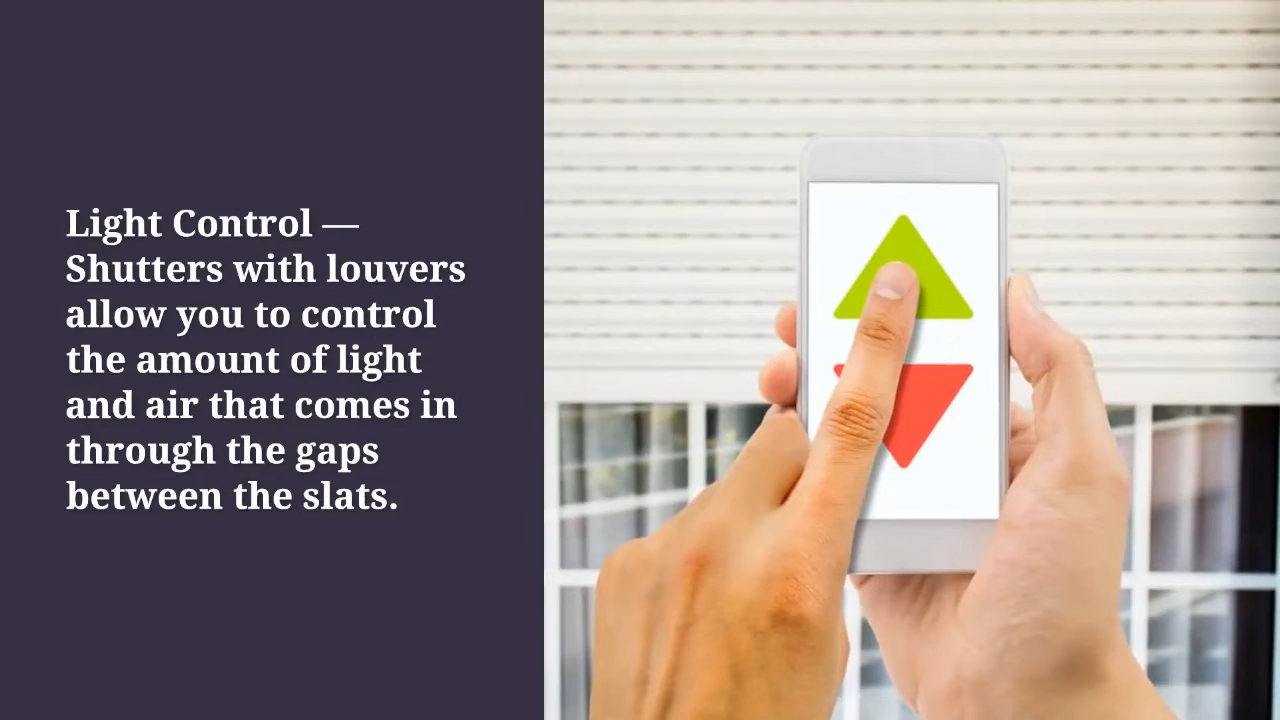 Light Control —
Shutters with louvers
allow you to control
the amount of light
and air that comes in
through the gaps
between the slats.